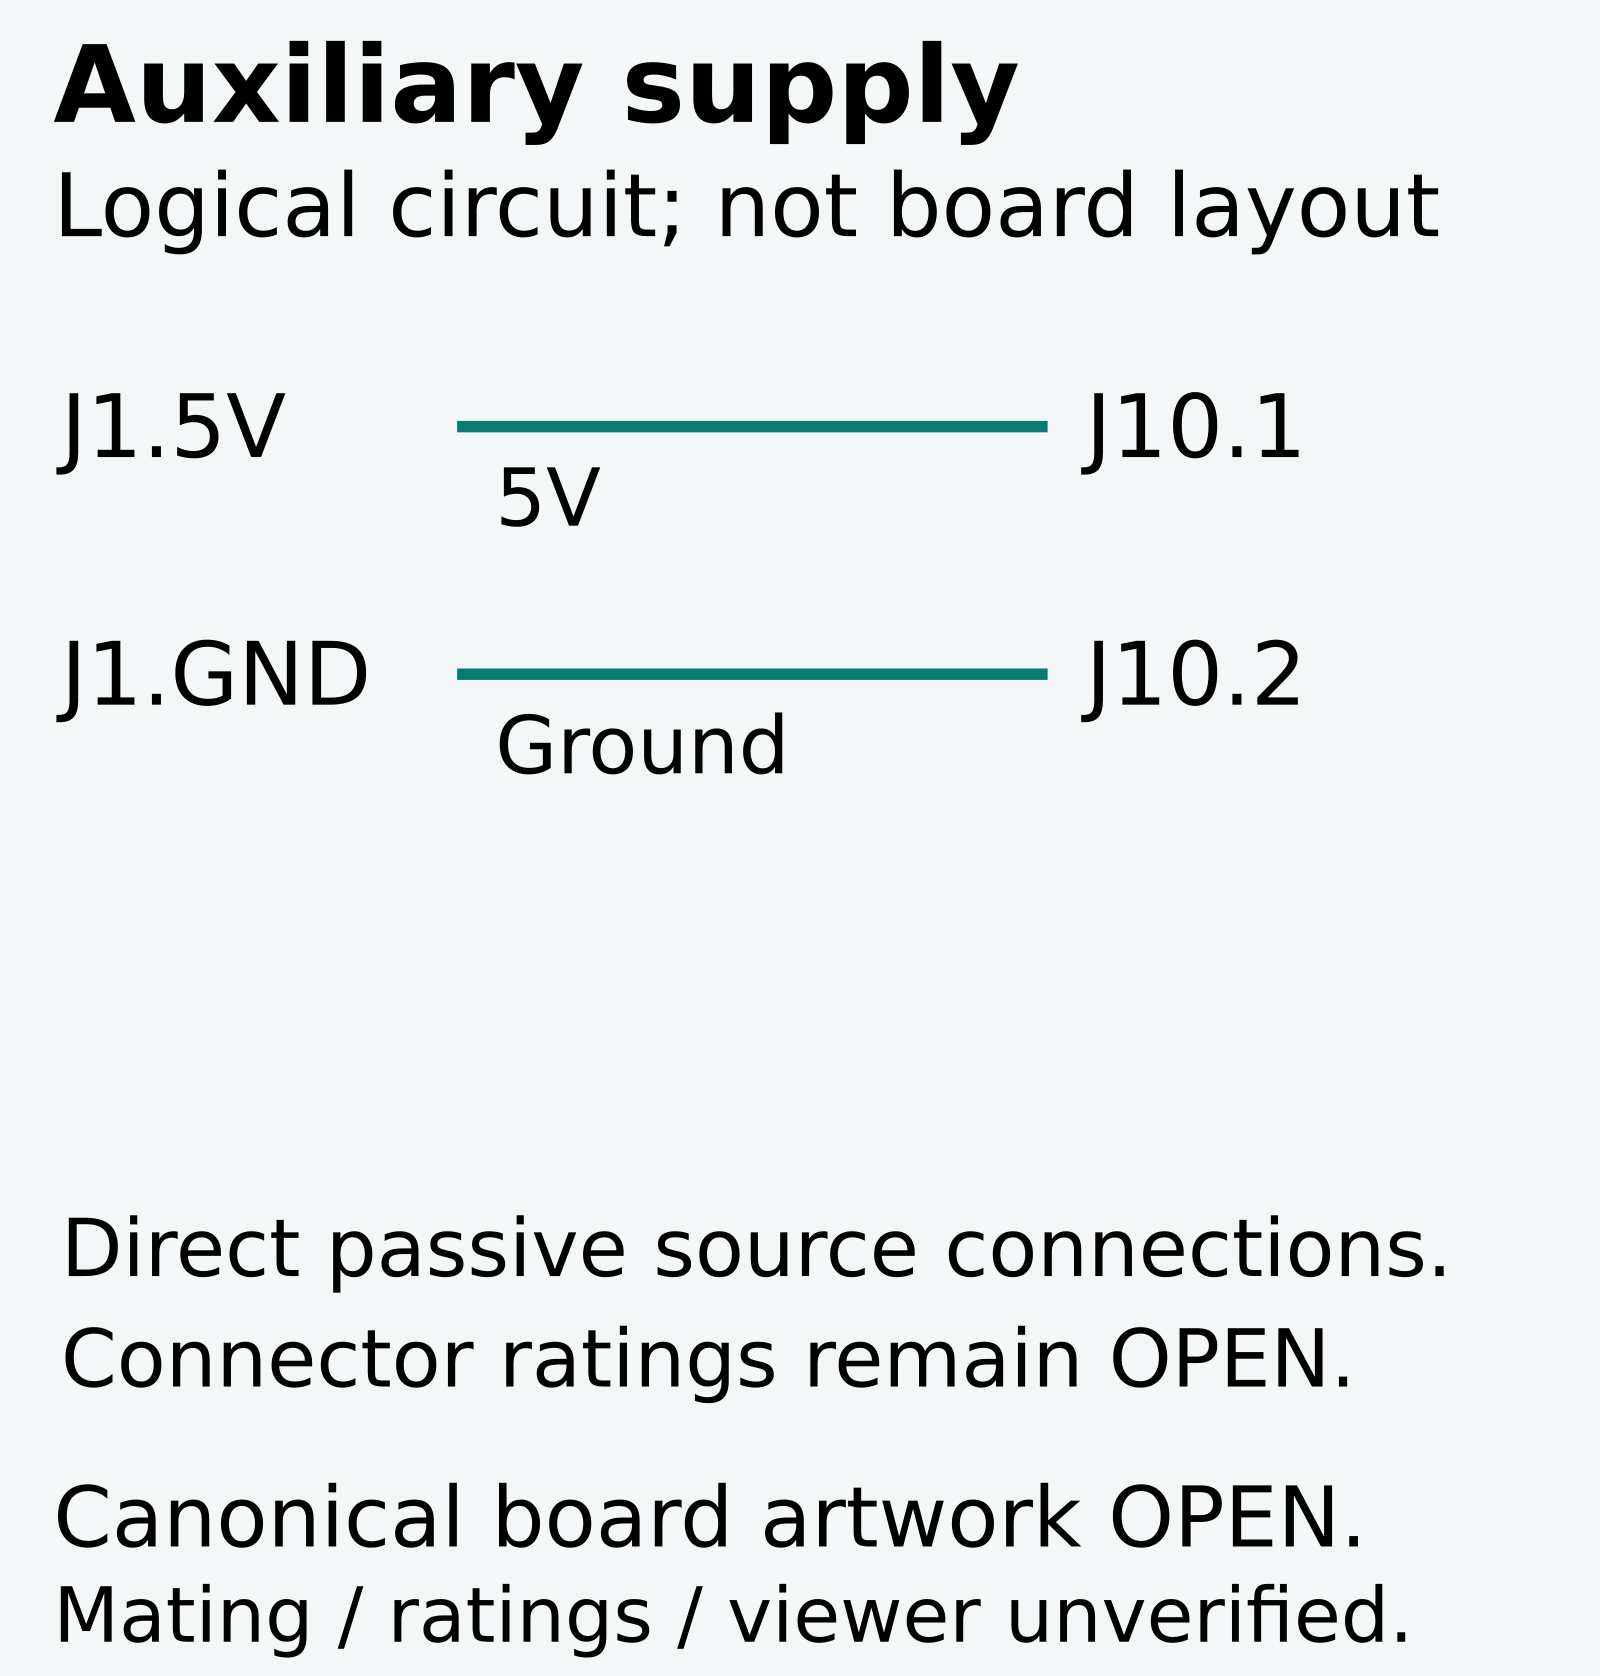 Auxiliary supply
Logical circuit; not board layout
J1.5V J10.1
5V
J1.GND J10.2
Ground
Direct passive source connections.
Connector ratings remain OPEN.
Canonical board artwork OPEN.
Mating / ratings / viewer unverified.